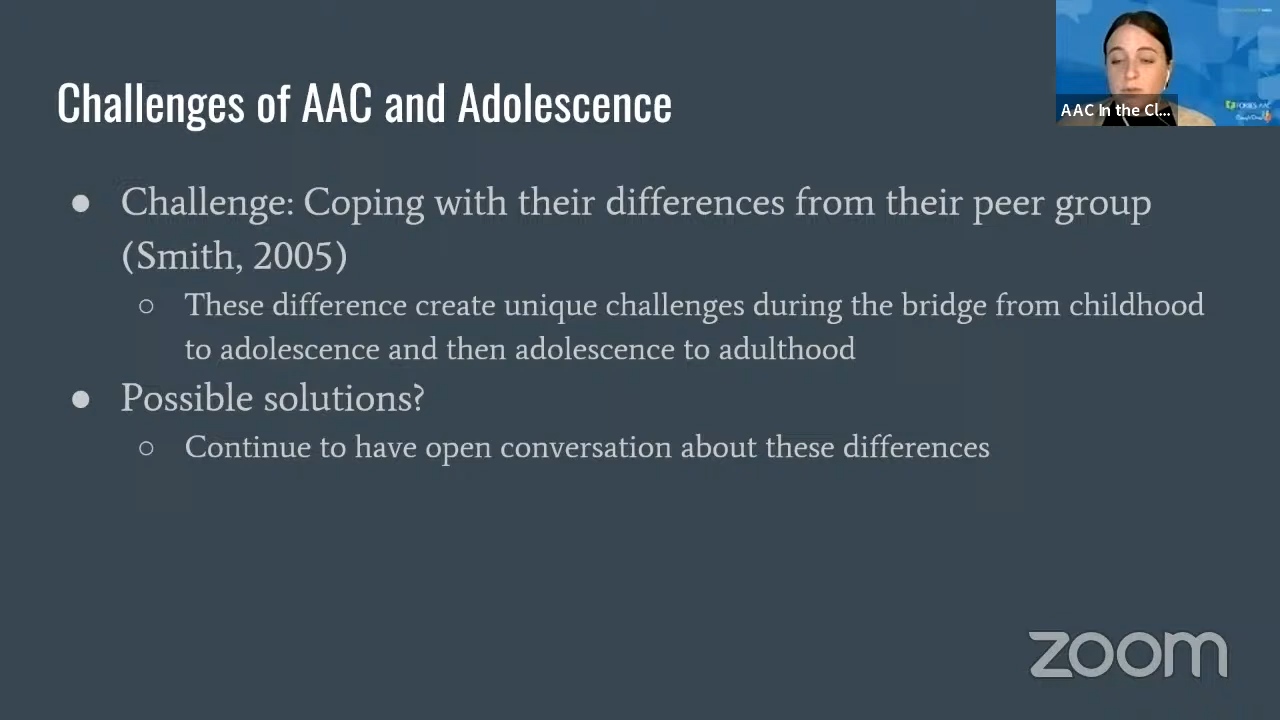 Challenges of AAC and Adolescence
AAC In the Cl...
● Challenge: Coping with their differences from their peer group
(Smith, 2005)
○ These difference create unique challenges during the bridge from childhood
to adolescence and then adolescence to adulthood
● Possible solutions?
○ Continue to have open conversation about these differences
zoom